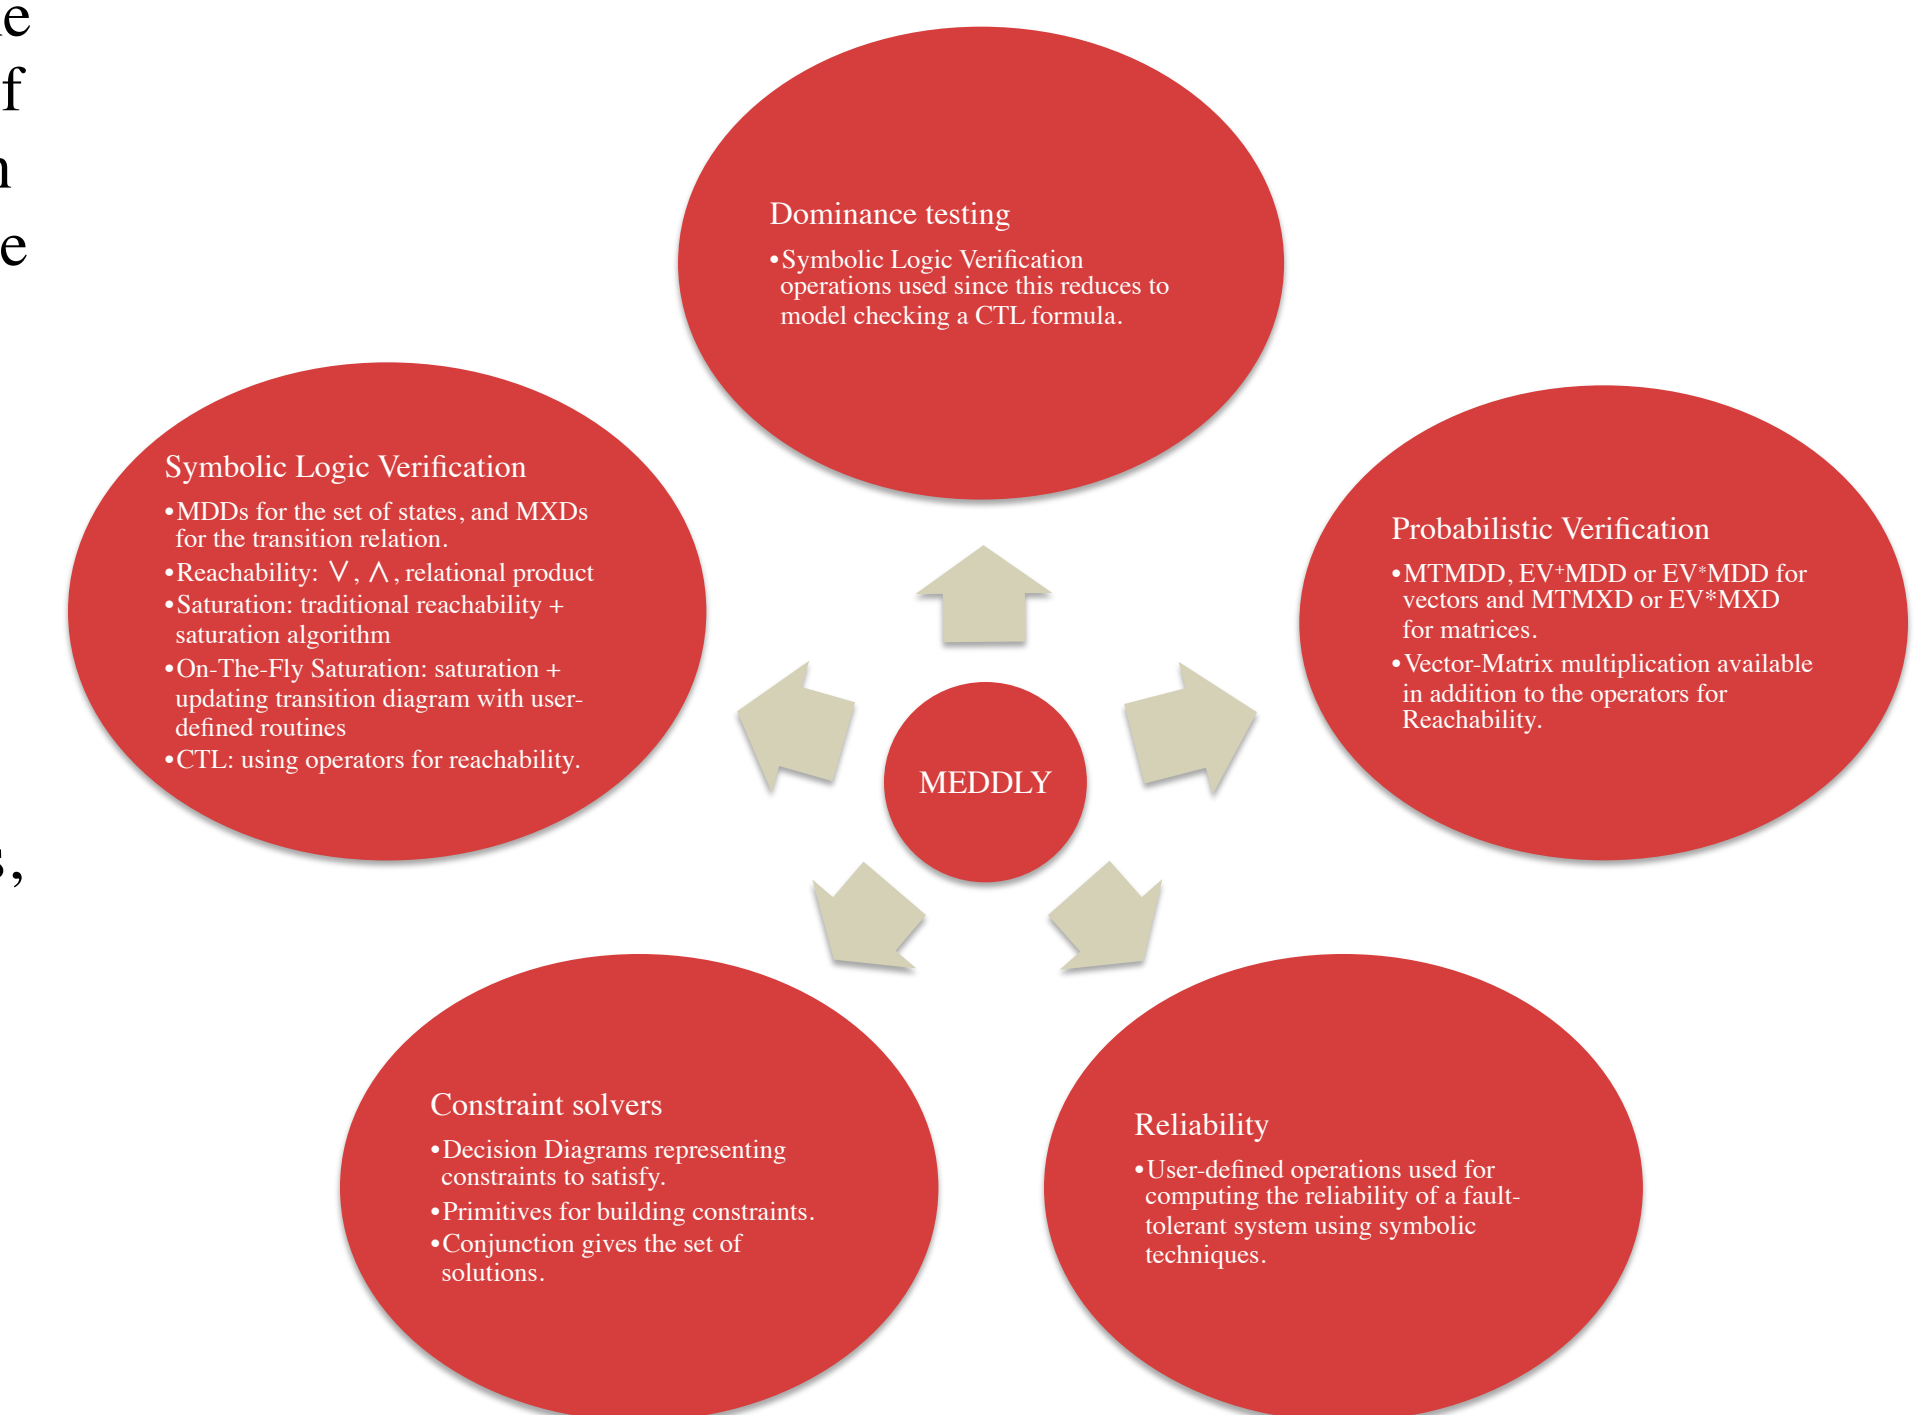 e
f
n
e
s,
Dominance testing
•Symbolic Logic Verification
operations used since this reduces to
model checking a CTL formula.
Symbolic Logic Verification
•MDDs for the set of states, and MXDs
for the transition relation.
•Reachability: ∨, ∧, relational product
•Saturation: traditional reachability +
saturation algorithm
•On-The-Fly Saturation: saturation +
updating transition diagram with user-
defined routines
•CTL: using operators for reachability.
Probabilistic Verification
•MTMDD, EV⁺MDD or EV*MDD for
vectors and MTMXD or EV*MXD
for matrices.
•Vector-Matrix multiplication available
in addition to the operators for
Reachability.
MEDDLY
Constraint solvers
•Decision Diagrams representing
constraints to satisfy.
•Primitives for building constraints.
•Conjunction gives the set of
solutions.
Reliability
•User-defined operations used for
computing the reliability of a fault-
tolerant system using symbolic
techniques.